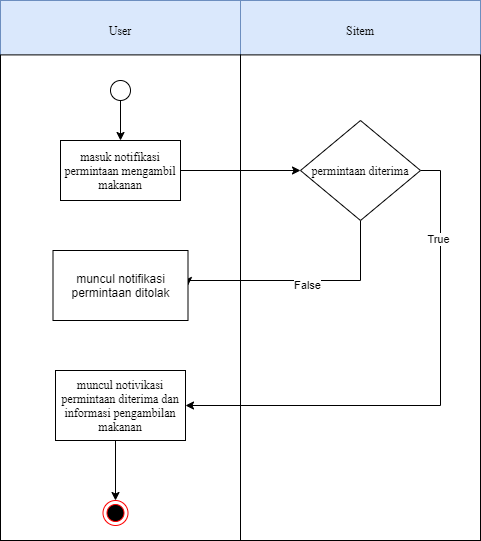 User
Sitem
masuk notifikasi
permintaan mengambil
makanan
permintaan diterima
True
muncul notifikasi
permintaan ditolak
False
muncul notivikasi
permintaan diterima dan
informasi pengambilan
makanan